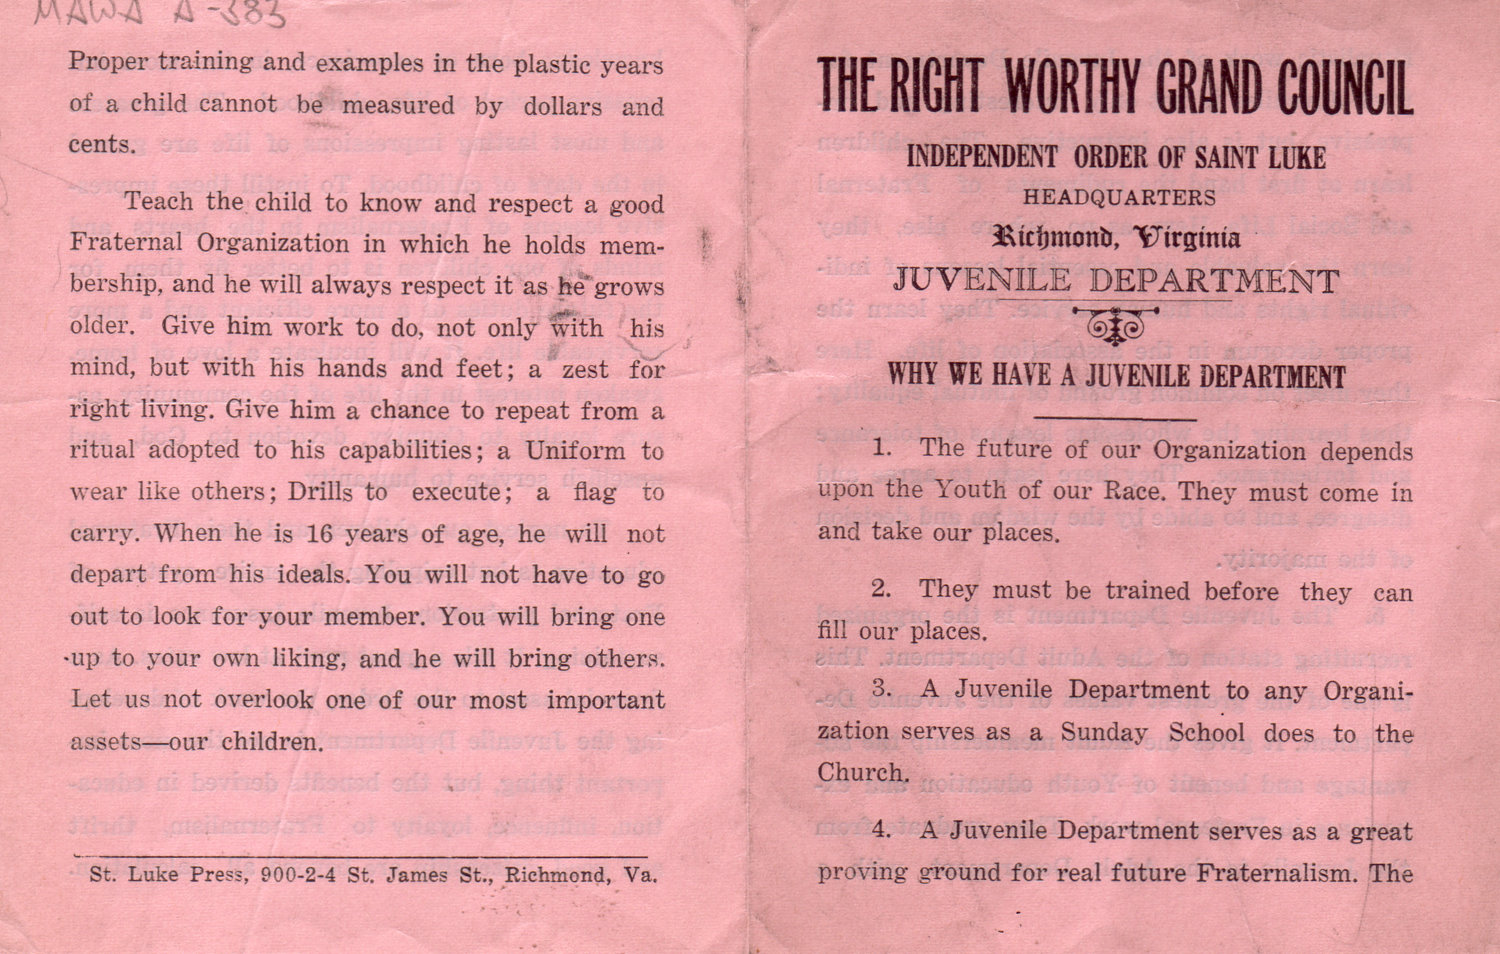 MAWA A-383
Proper training and examples in the plastic years
of a child cannot be measured by dollars and
cents.
Teach the child to know and respect a good
Fraternal Organization in which he holds mem-
bership, and he will always respect it as he grows
older. Give him work to do, not only with his
mind, but with his hands and feet; a zest for
right living. Give him a chance to repeat from a
ritual adopted to his capabilities; a Uniform to
wear like others; Drills to execute; a flag to
carry. When he is 16 years of age, he will not
depart from his ideals. You will not have to go
out to look for your member. You will bring one
up to your own liking, and he will bring others.
Let us not overlook one of our most important
assets—our children.
St. Luke Press, 900-2-4 St. James St., Richmond, Va.
THE RIGHT WORTHY GRAND COUNCIL
INDEPENDENT ORDER OF SAINT LUKE
HEADQUARTERS
Richmond, Virginia
JUVENILE DEPARTMENT
WHY WE HAVE A JUVENILE DEPARTMENT
1. The future of our Organization depends
upon the Youth of our Race. They must come in
and take our places.
2. They must be trained before they can
fill our places.
3. A Juvenile Department to any Organi-
zation serves as a Sunday School does to the
Church.
4. A Juvenile Department serves as a great
proving ground for real future Fraternalism. The